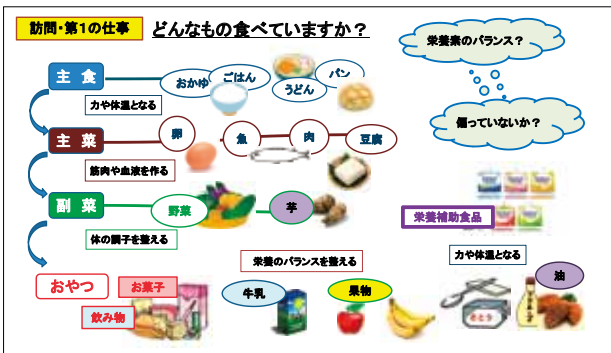 訪問・第1の仕事
どんなもの食べていますか？
栄養素のバランス？
偏っていないか？
主食
おかゆ
ごはん
うどん
パン
力や体温となる
主菜
卵
魚
肉
豆腐
筋肉や血液を作る
副菜
野菜
芋
栄養補助食品
体の調子を整える
栄養のバランスを整える
力や体温となる
おやつ
お菓子
飲み物
牛乳
果物
油
さとう